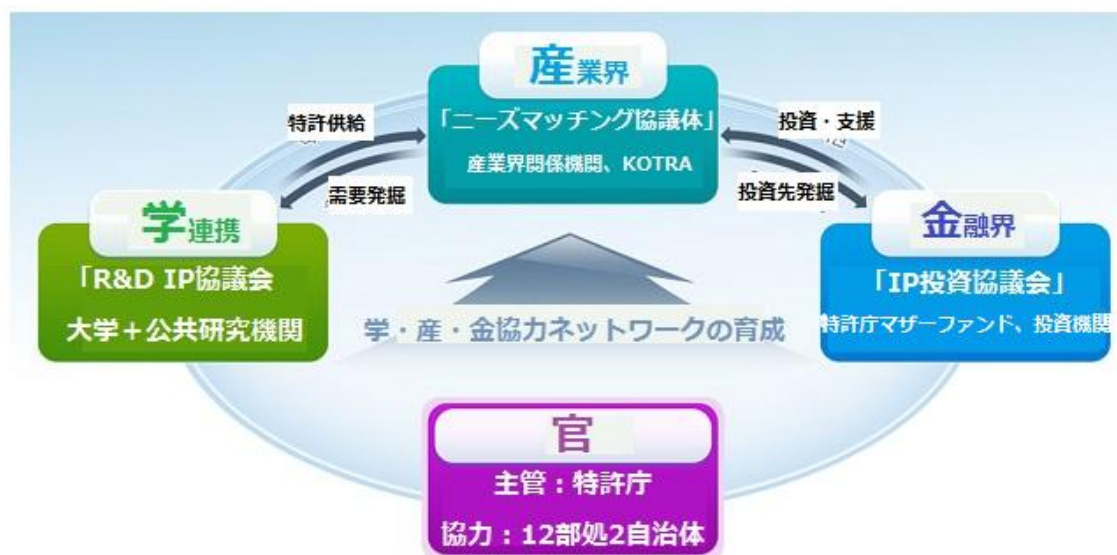 産業界
「ニーズマッチング協議体」
産業界関係機関、KOTRA
特許供給
需要発掘
投資・支援
投資先発掘
学連携
「R&D IP協議会
大学＋公共研究機関
金融界
「IP投資協議会」
特許庁マザーファンド、投資機関
学・産・金協力ネットワークの育成
官
主管：特許庁
協力：12部処2自治体